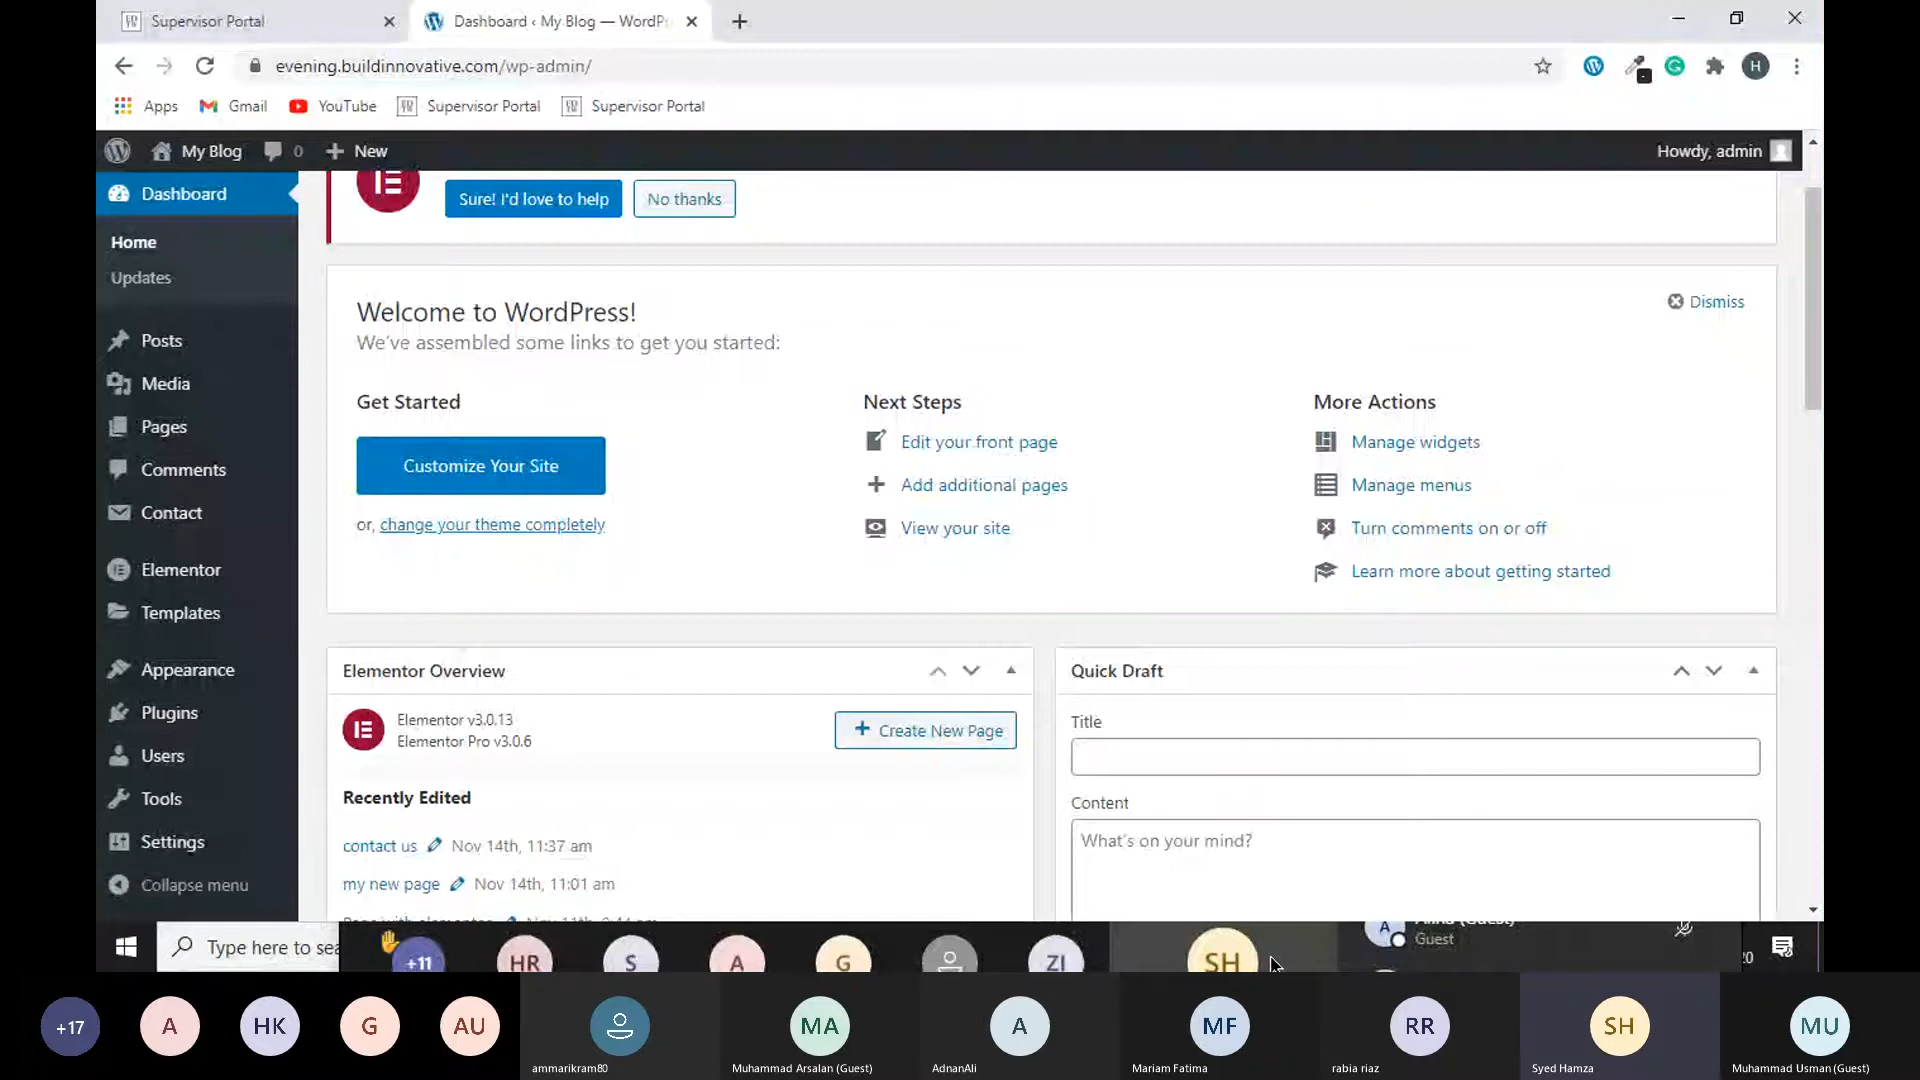 Supervisor Portal
Dashboard ‹ My Blog — WordPr
evening.buildinnovative.com/wp-admin/
H
Apps
Gmail
YouTube
Supervisor Portal
Supervisor Portal
My Blog
0
New
Howdy, admin
Dashboard
Home
Updates
Posts
Media
Pages
Comments
Contact
Elementor
Templates
Appearance
Plugins
Users
Tools
Settings
Collapse menu
Sure! I'd love to help
No thanks
Welcome to WordPress!
We've assembled some links to get you started:
Dismiss
Get Started
Customize Your Site
or, change your theme completely
Next Steps
Edit your front page
Add additional pages
View your site
More Actions
Manage widgets
Manage menus
Turn comments on or off
Learn more about getting started
Elementor Overview
Elementor v3.0.13
Elementor Pro v3.0.6
Create New Page
Recently Edited
contact us Nov 14th, 11:37 am
my new page Nov 14th, 11:01 am
Quick Draft
Title
Content
What's on your mind?
Type here to sea
+11
HR
S
A
G
ZI
SH
A
Guest
20
+17
A
HK
G
AU
ammarikram80
MA
Muhammad Arsalan (Guest)
A
AdnanAli
MF
Mariam Fatima
RR
rabia riaz
SH
Syed Hamza
MU
Muhammad Usman (Guest)